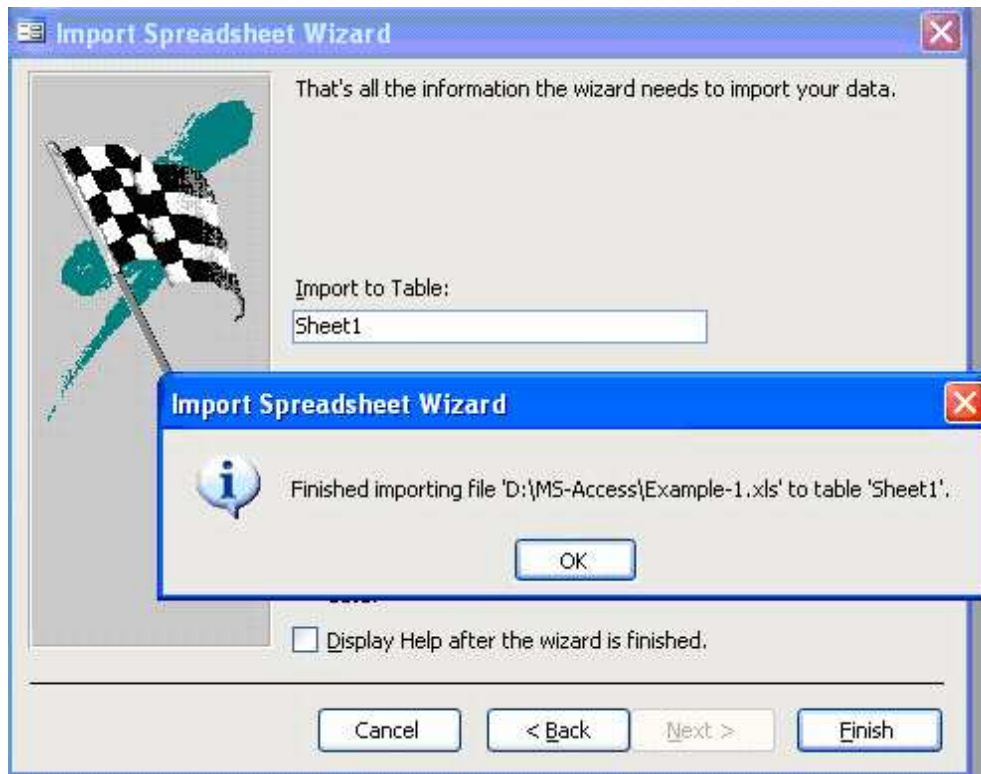 Import Spreadsheet Wizard
That's all the information the wizard needs to import your data.
Import to Table:
Sheet1
Import Spreadsheet Wizard
Finished importing file 'D:\MS-Access\Example-1.xls' to table 'Sheet1'.
OK
Display Help after the wizard is finished.
Cancel
< Back
Next >
Finish